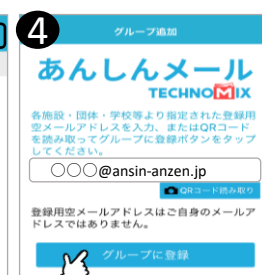 4
グループ追加
あんしんメール
TECHNOMIX
各施設・団体・学校等より指定された登録用
空メールアドレスを入力、またはQRコード
を読み取ってグループに登録ボタンをタップ
してください。
○○○@ansin-anzen.jp
QRコード読み取り
登録用空メールアドレスはご自身のメールア
ドレスではありません。
グループに登録